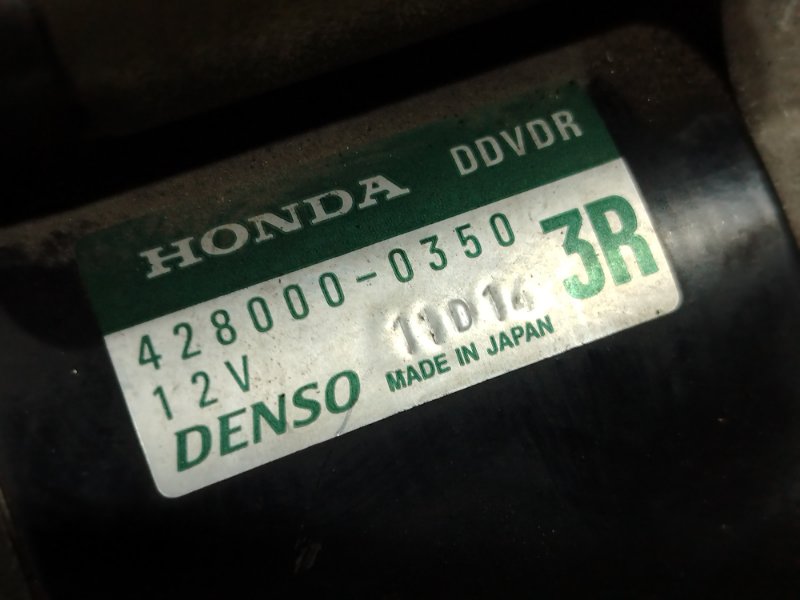 HONDA DDVDR
428000-0350 3R
12V 11D14
DENSO MADE IN JAPAN